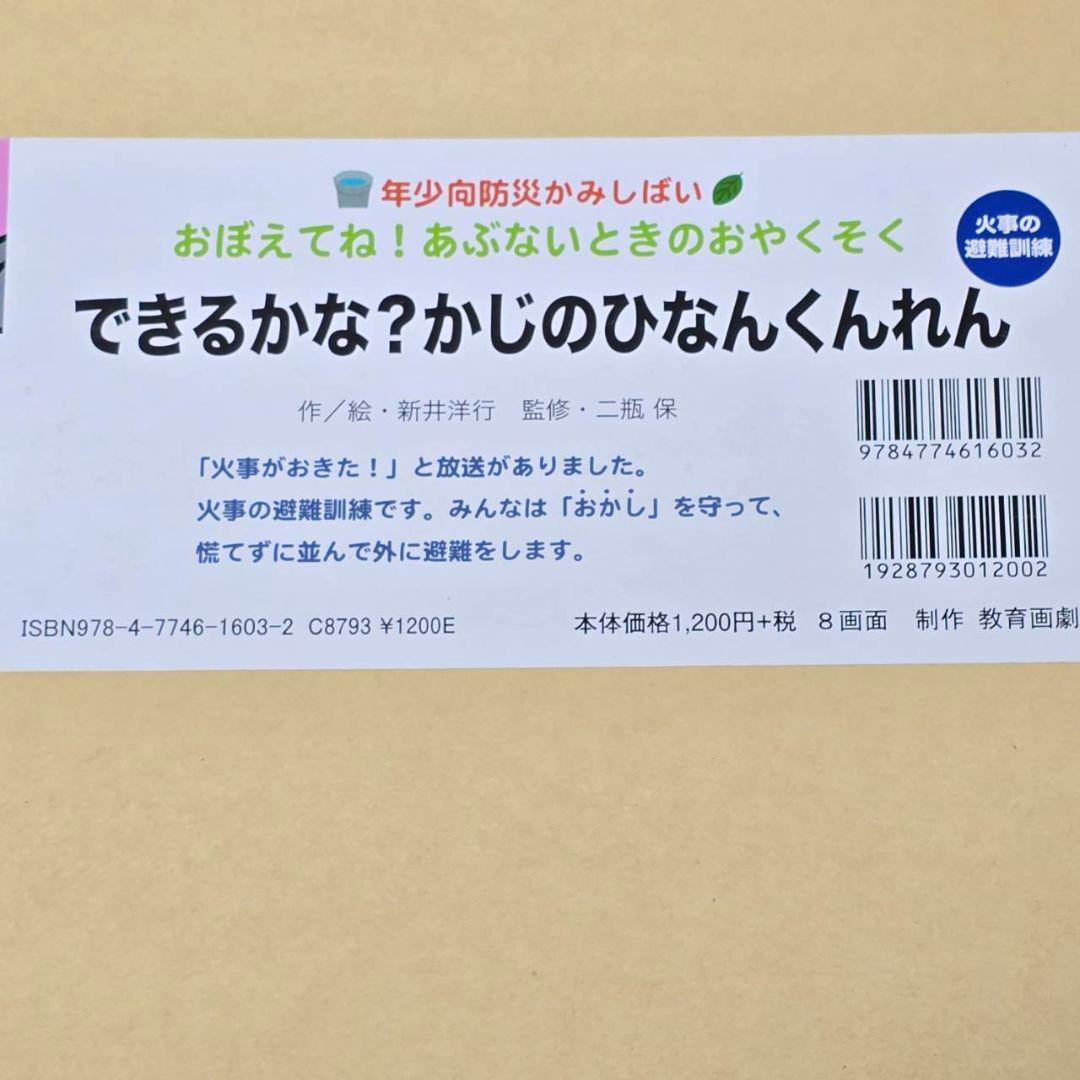 年少向防災かみしばい
おぼえてね！あぶないときのおやくそく
火事の
避難訓練
できるかな？かじのひなんくんれん
作／絵・新井洋行　監修・二瓶 保
「火事がおきた！」と放送がありました。
火事の避難訓練です。みんなは「おかし」を守って、
慌てずに並んで外に避難をします。
9784774616032
1928793012002
ISBN978-4-7746-1603-2 C8793 ¥1200E
本体価格1,200円+税　８画面　制作 教育画劇